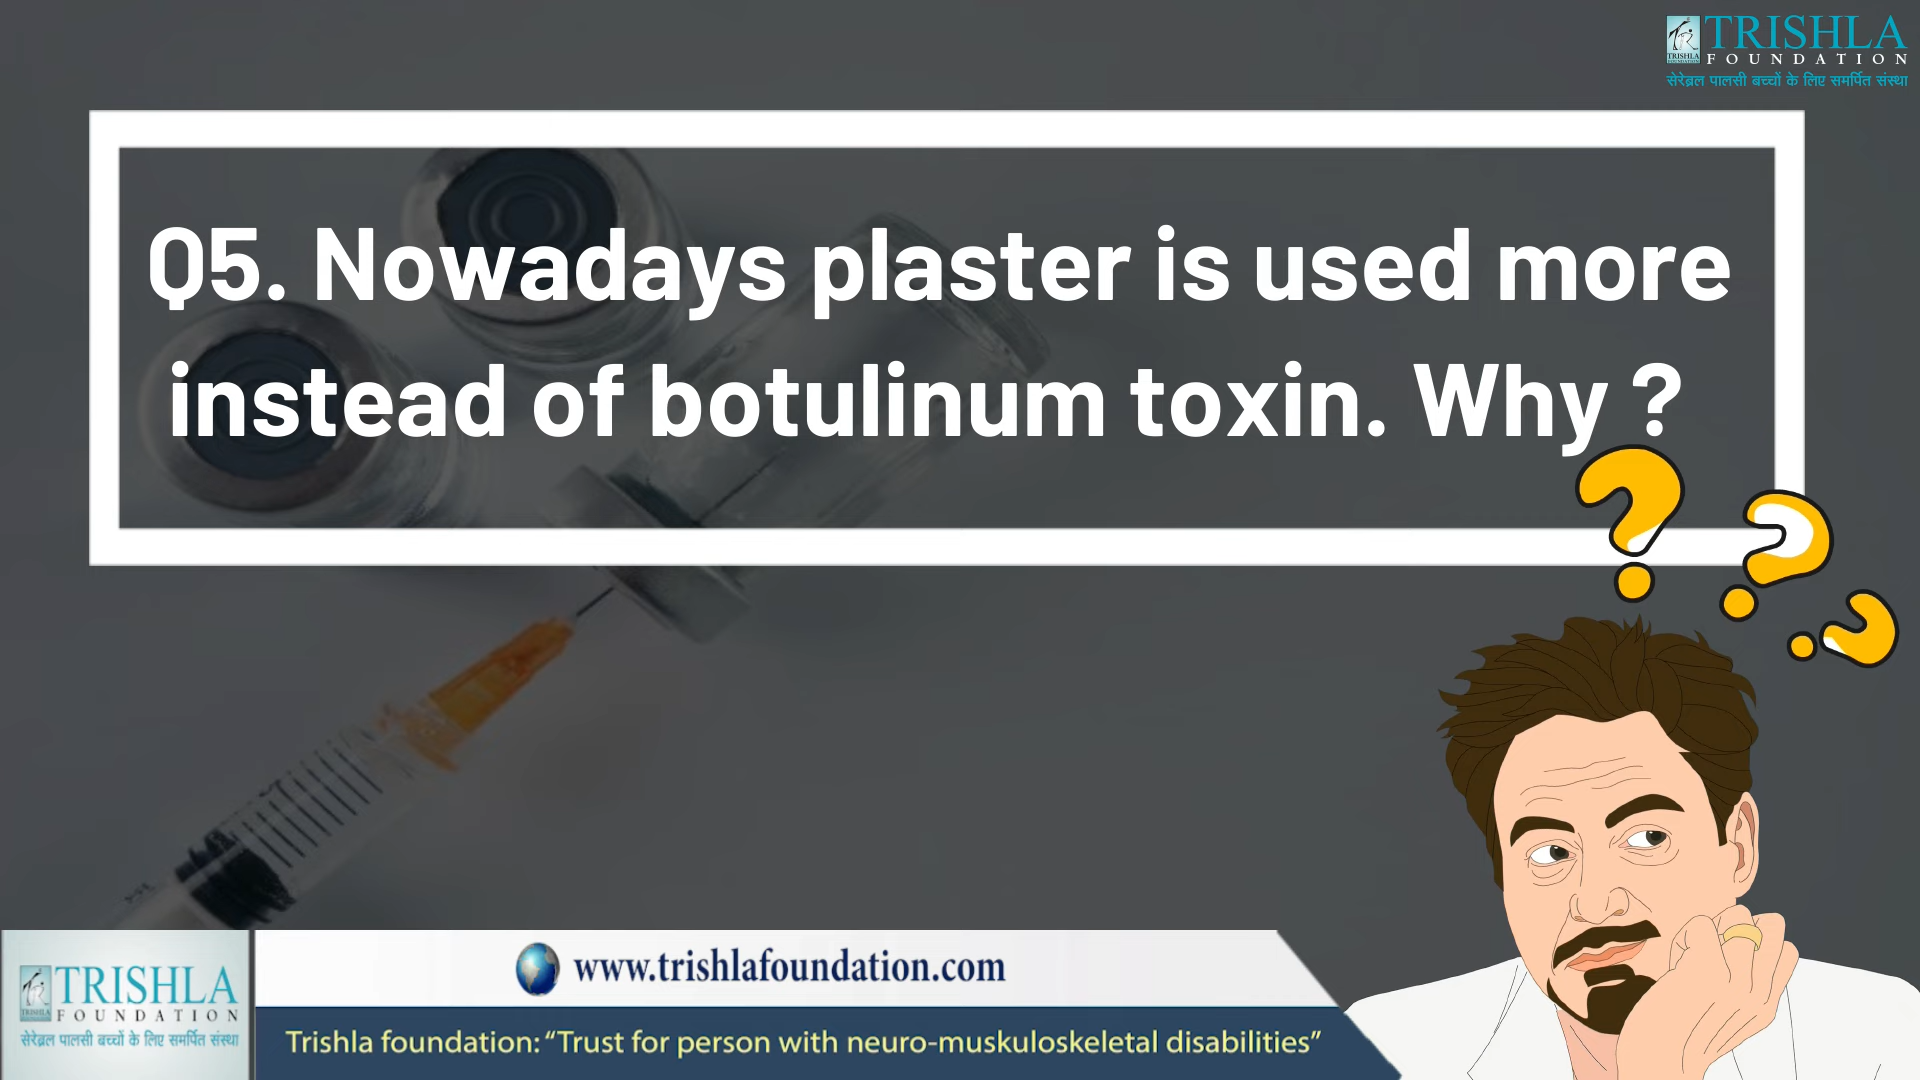 TRISHLA
FOUNDATION
सेरेब्रल पालसी बच्चों के लिए समर्पित संस्था
Q5. Nowadays plaster is used more
instead of botulinum toxin. Why ?
TRISHLA
FOUNDATION
सेरेब्रल पालसी बच्चों के लिए समर्पित संस्था
www.trishlafoundation.com
Trishla foundation: “Trust for person with neuro-muskuloskeletal disabilities”